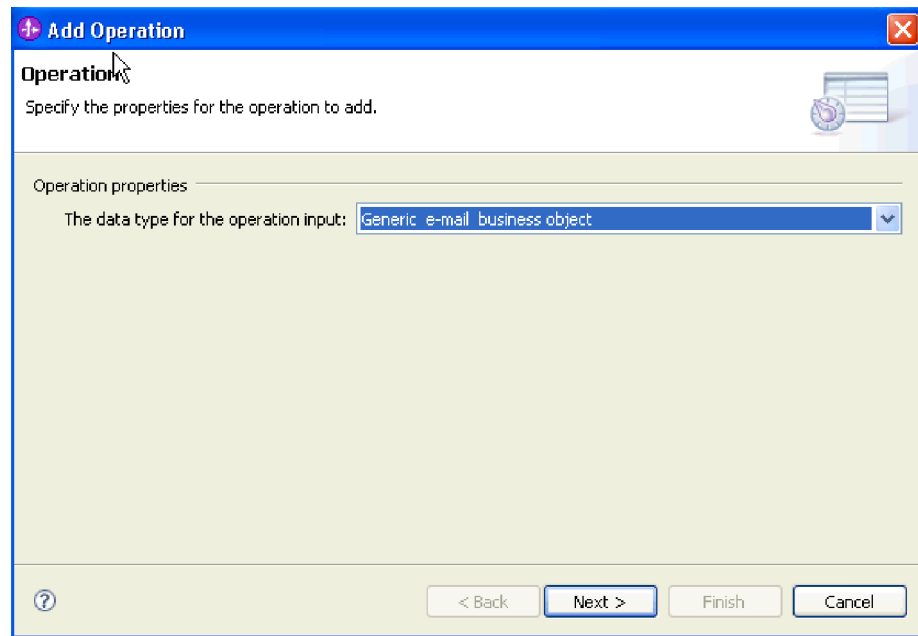 Add Operation
Operation
Specify the properties for the operation to add.
Operation properties
The data type for the operation input: Generic e-mail business object
< Back Next > Finish Cancel